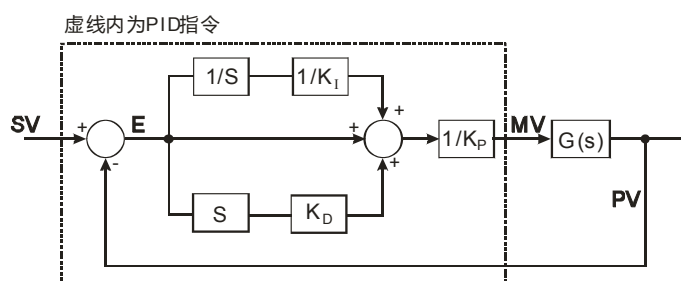 虚线内为PID指令
1/S
1/K_I
+
SV
+
E
+
+
1/K_P
MV
G(s)
-
S
K_D
PV